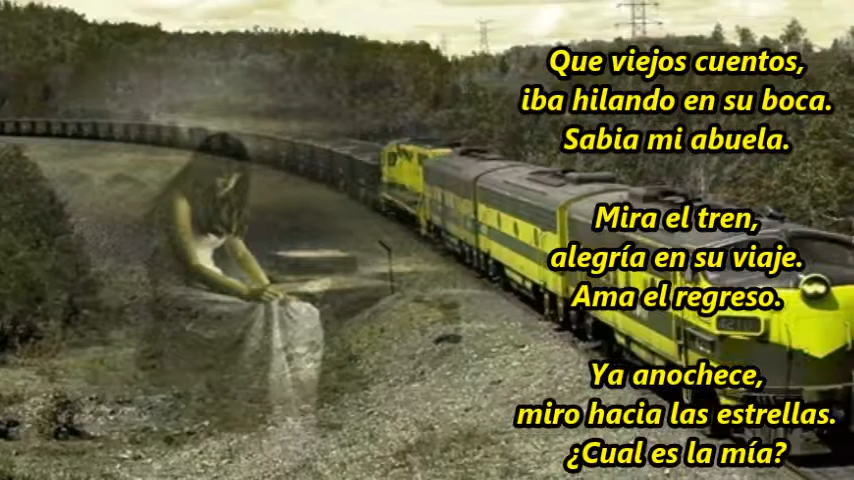 Que viejos cuentos,
iba hilando en su boca.
Sabia mi abuela.
Mira el tren,
alegría en su viaje.
Ama el regreso.
Ya anochece,
miro hacia las estrellas.
¿Cual es la mía?